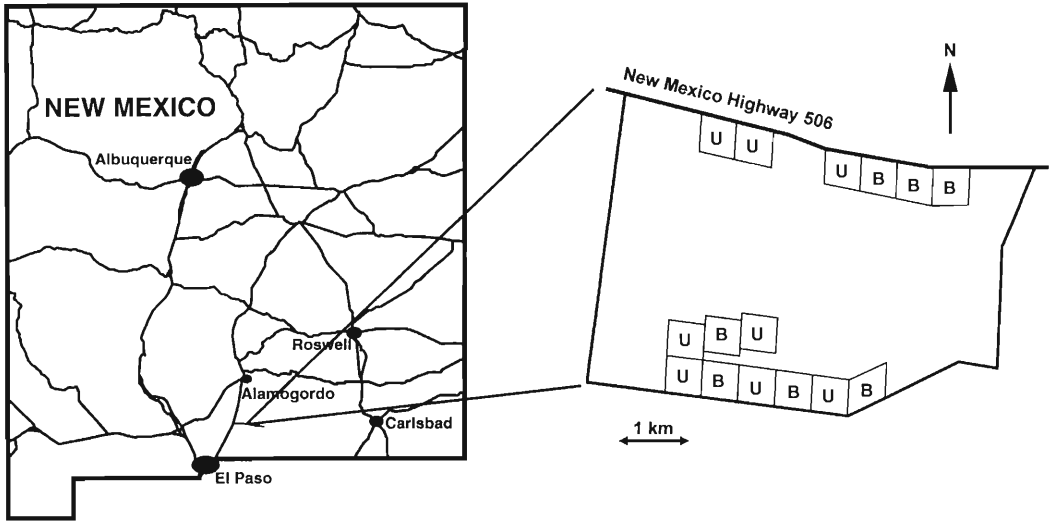 NEW MEXICO
Albuquerque
Roswell
Alamogordo
Carlsbad
El Paso
New Mexico Highway 506
N
U U
U B B B
U B U
U B U B U B
1 km